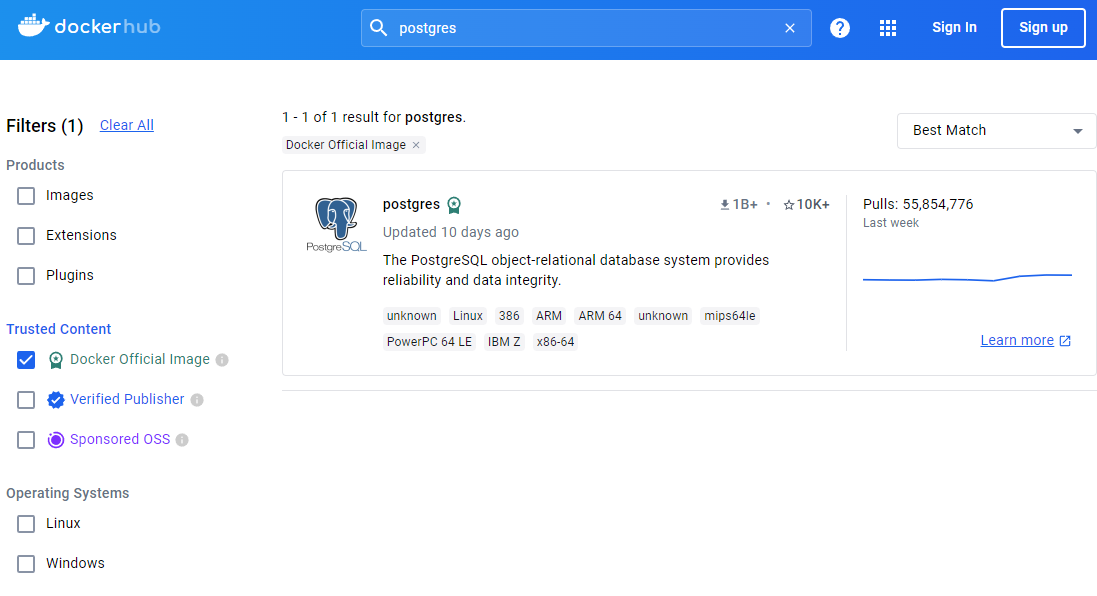 dockerhub
postgres
Sign In
Sign up
Filters (1)
Clear All
Products
Images
Extensions
Plugins
Trusted Content
Docker Official Image
Verified Publisher
Sponsored OSS
Operating Systems
Linux
Windows
1 - 1 of 1 result for postgres.
Docker Official Image
Best Match
PostgreSQL
postgres
1B+ • 10K+
Updated 10 days ago
The PostgreSQL object-relational database system provides
reliability and data integrity.
unknown Linux 386 ARM ARM 64 unknown mips64le
PowerPC 64 LE IBM Z x86-64
Pulls: 55,854,776
Last week
Learn more